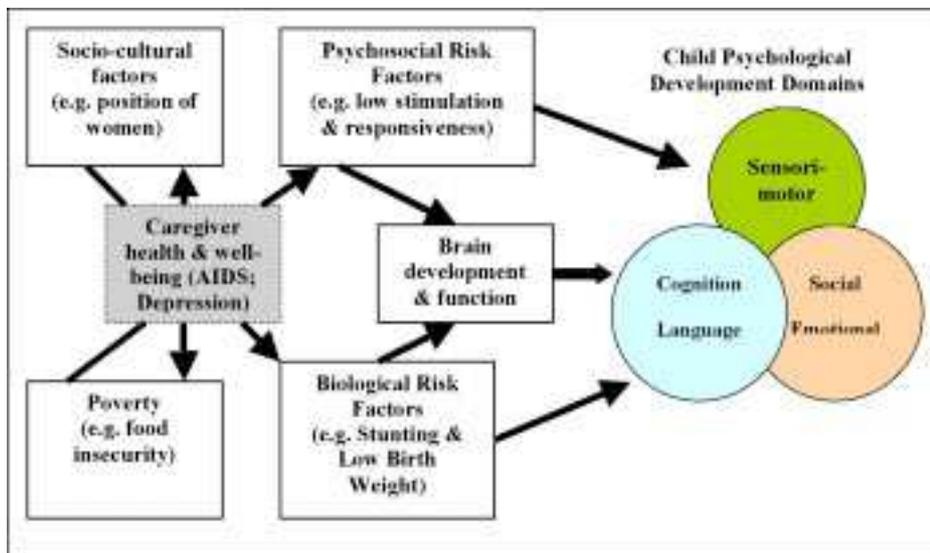 Socio-cultural
factors
(e.g. position of
women)
Psychosocial Risk
Factors
(e.g. low stimulation
& responsiveness)
Child Psychological
Development Domains
Sensori-
motor
Caregiver
health & well-
being (AIDS;
Depression)
Brain
development
& function
Cognition
Language
Social
Emotional
Poverty
(e.g. food
insecurity)
Biological Risk
Factors
(e.g. Stunting &
Low Birth
Weight)